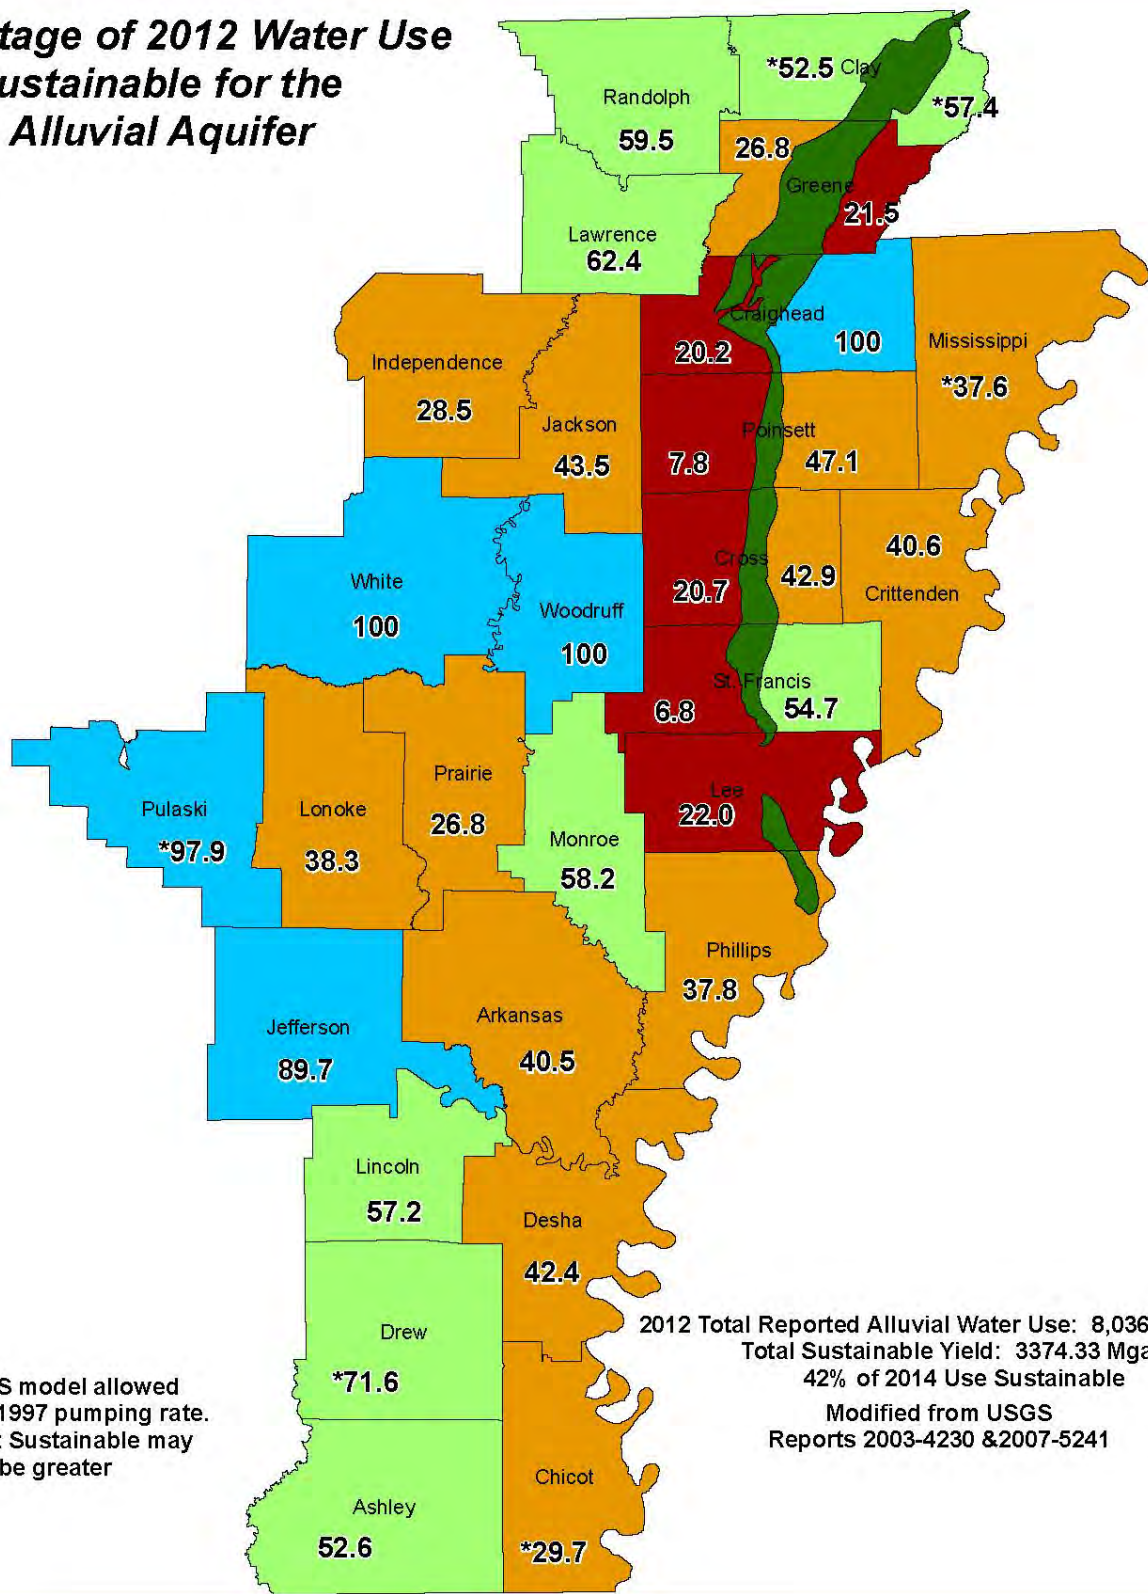 tage of 2012 Water Use
ustainable for the
Alluvial Aquifer
*52.5 Clay
Randolph
*57.4
59.5
26.8
Greene
21.5
Lawrence
62.4
Craighead
20.2
100
Mississippi
*37.6
Independence
28.5
Jackson
43.5
Poinsett
7.8
47.1
Cross
20.7
42.9
40.6
Crittenden
White
100
Woodruff
100
St. Francis
6.8
54.7
Pulaski
*97.9
Lonoke
38.3
Prairie
26.8
Monroe
58.2
Lee
22.0
Phillips
37.8
Jefferson
89.7
Arkansas
40.5
Lincoln
57.2
Desha
42.4
Drew
*71.6
2012 Total Reported Alluvial Water Use: 8,036
Total Sustainable Yield: 3374.33 Mga
42% of 2014 Use Sustainable
Modified from USGS
Reports 2003-4230 &2007-5241
S model allowed
1997 pumping rate.
t Sustainable may
be greater
Ashley
52.6
Chicot
*29.7